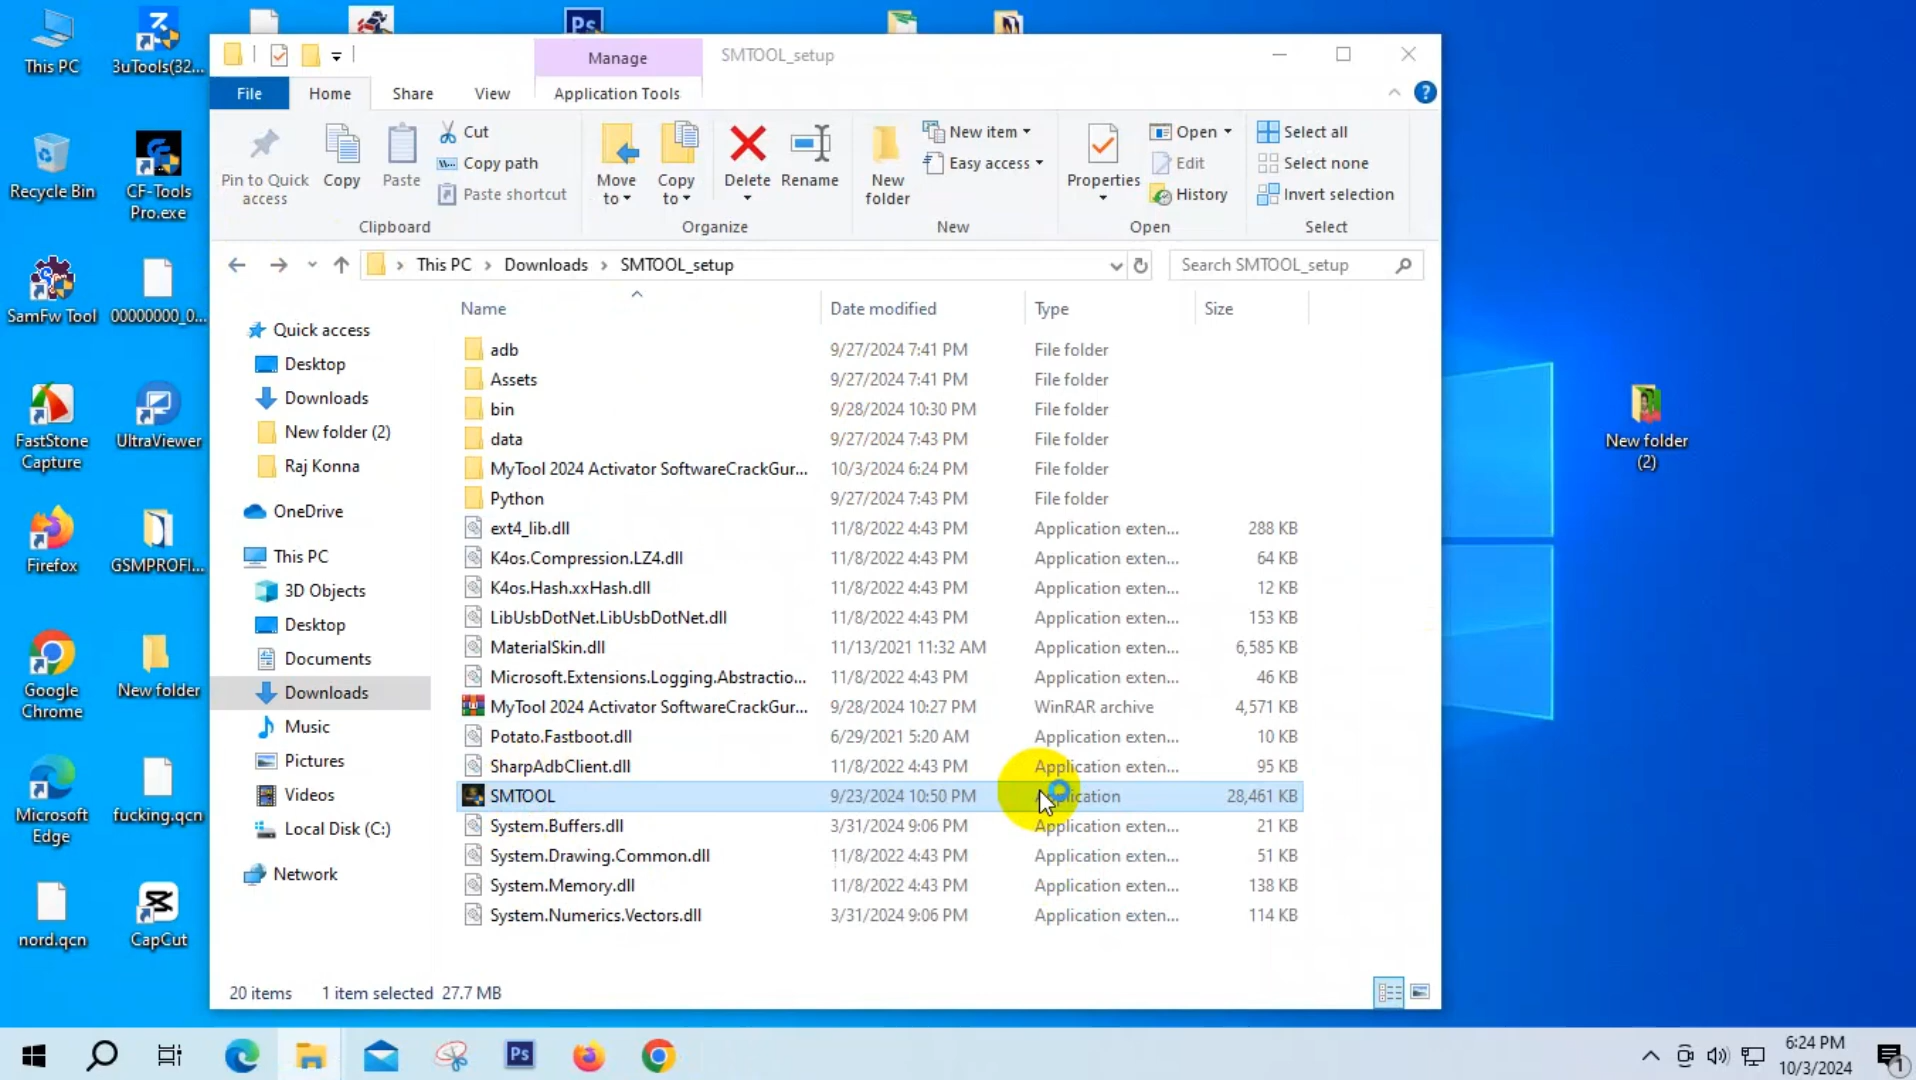 This PC
3uTools(32...
Ps
Manage
SMTOOL_setup
File
Home
Share
View
Application Tools
?
Pin to Quick access
Copy
Paste
Cut
Copy path
Paste shortcut
Move to
Copy to
Delete
Rename
New folder
New item
Easy access
Properties
Open
Edit
History
Select all
Select none
Invert selection
Clipboard
Organize
New
Open
Select
This PC > Downloads > SMTOOL_setup
Search SMTOOL_setup
Name
Date modified
Type
Size
adb 9/27/2024 7:41 PM File folder
Assets 9/27/2024 7:41 PM File folder
bin 9/28/2024 10:30 PM File folder
data 9/27/2024 7:43 PM File folder
MyTool 2024 Activator SoftwareCrackGur... 10/3/2024 6:24 PM File folder
Python 9/27/2024 7:43 PM File folder
ext4_lib.dll 11/8/2022 4:43 PM Application exten... 288 KB
K4os.Compression.LZ4.dll 11/8/2022 4:43 PM Application exten... 64 KB
K4os.Hash.xxHash.dll 11/8/2022 4:43 PM Application exten... 12 KB
LibUsbDotNet.LibUsbDotNet.dll 11/8/2022 4:43 PM Application exten... 153 KB
MaterialSkin.dll 11/13/2021 11:32 AM Application exten... 6,585 KB
Microsoft.Extensions.Logging.Abstractio... 11/8/2022 4:43 PM Application exten... 46 KB
MyTool 2024 Activator SoftwareCrackGur... 9/28/2024 10:27 PM WinRAR archive 4,571 KB
Potato.Fastboot.dll 6/29/2021 5:20 AM Application exten... 10 KB
SharpAdbClient.dll 11/8/2022 4:43 PM Application exten... 95 KB
SMTOOL 9/23/2024 10:50 PM Application 28,461 KB
System.Buffers.dll 3/31/2024 9:06 PM Application exten... 21 KB
System.Drawing.Common.dll 11/8/2022 4:43 PM Application exten... 51 KB
System.Memory.dll 11/8/2022 4:43 PM Application exten... 138 KB
System.Numerics.Vectors.dll 3/31/2024 9:06 PM Application exten... 114 KB
Quick access
Desktop
Downloads
New folder (2)
Raj Konna
OneDrive
This PC
3D Objects
Desktop
Documents
Downloads
Music
Pictures
Videos
Local Disk (C:)
Network
20 items 1 item selected 27.7 MB
Recycle Bin
CF-Tools Pro.exe
SamFw Tool
00000000_0...
FastStone Capture
UltraViewer
Firefox
GSMPROFI...
Google Chrome
New folder
Microsoft Edge
fucking.qcn
nord.qcn
CapCut
New folder (2)
Ps
6:24 PM
10/3/2024
1